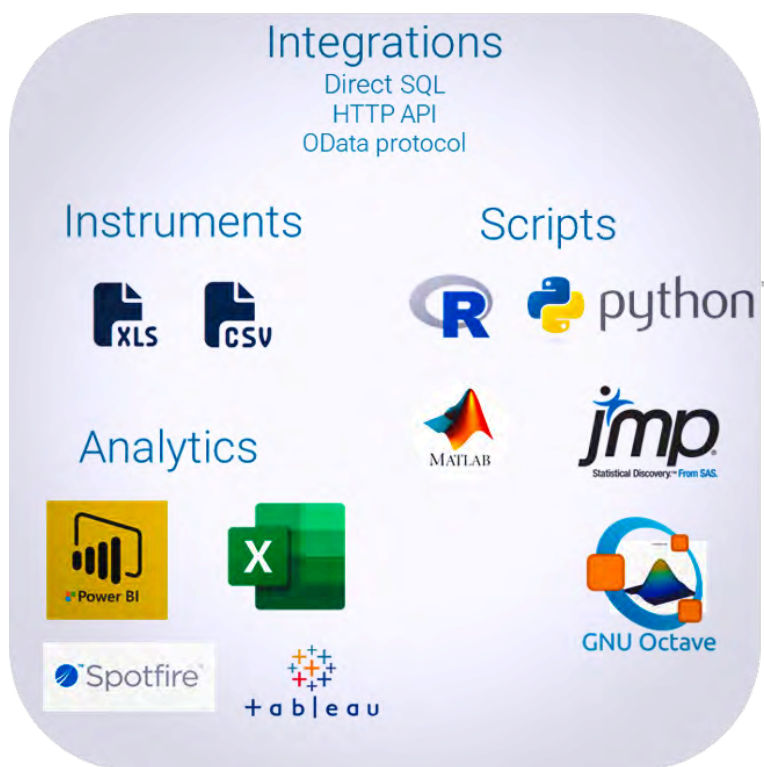 Integrations
Direct SQL
HTTP API
OData protocol
Instruments
XLS
CSV
Scripts
R
python
MATLAB
jmp
Statistical Discovery.™ From SAS.
GNU Octave
Analytics
Power BI
X
Spotfire
tableau